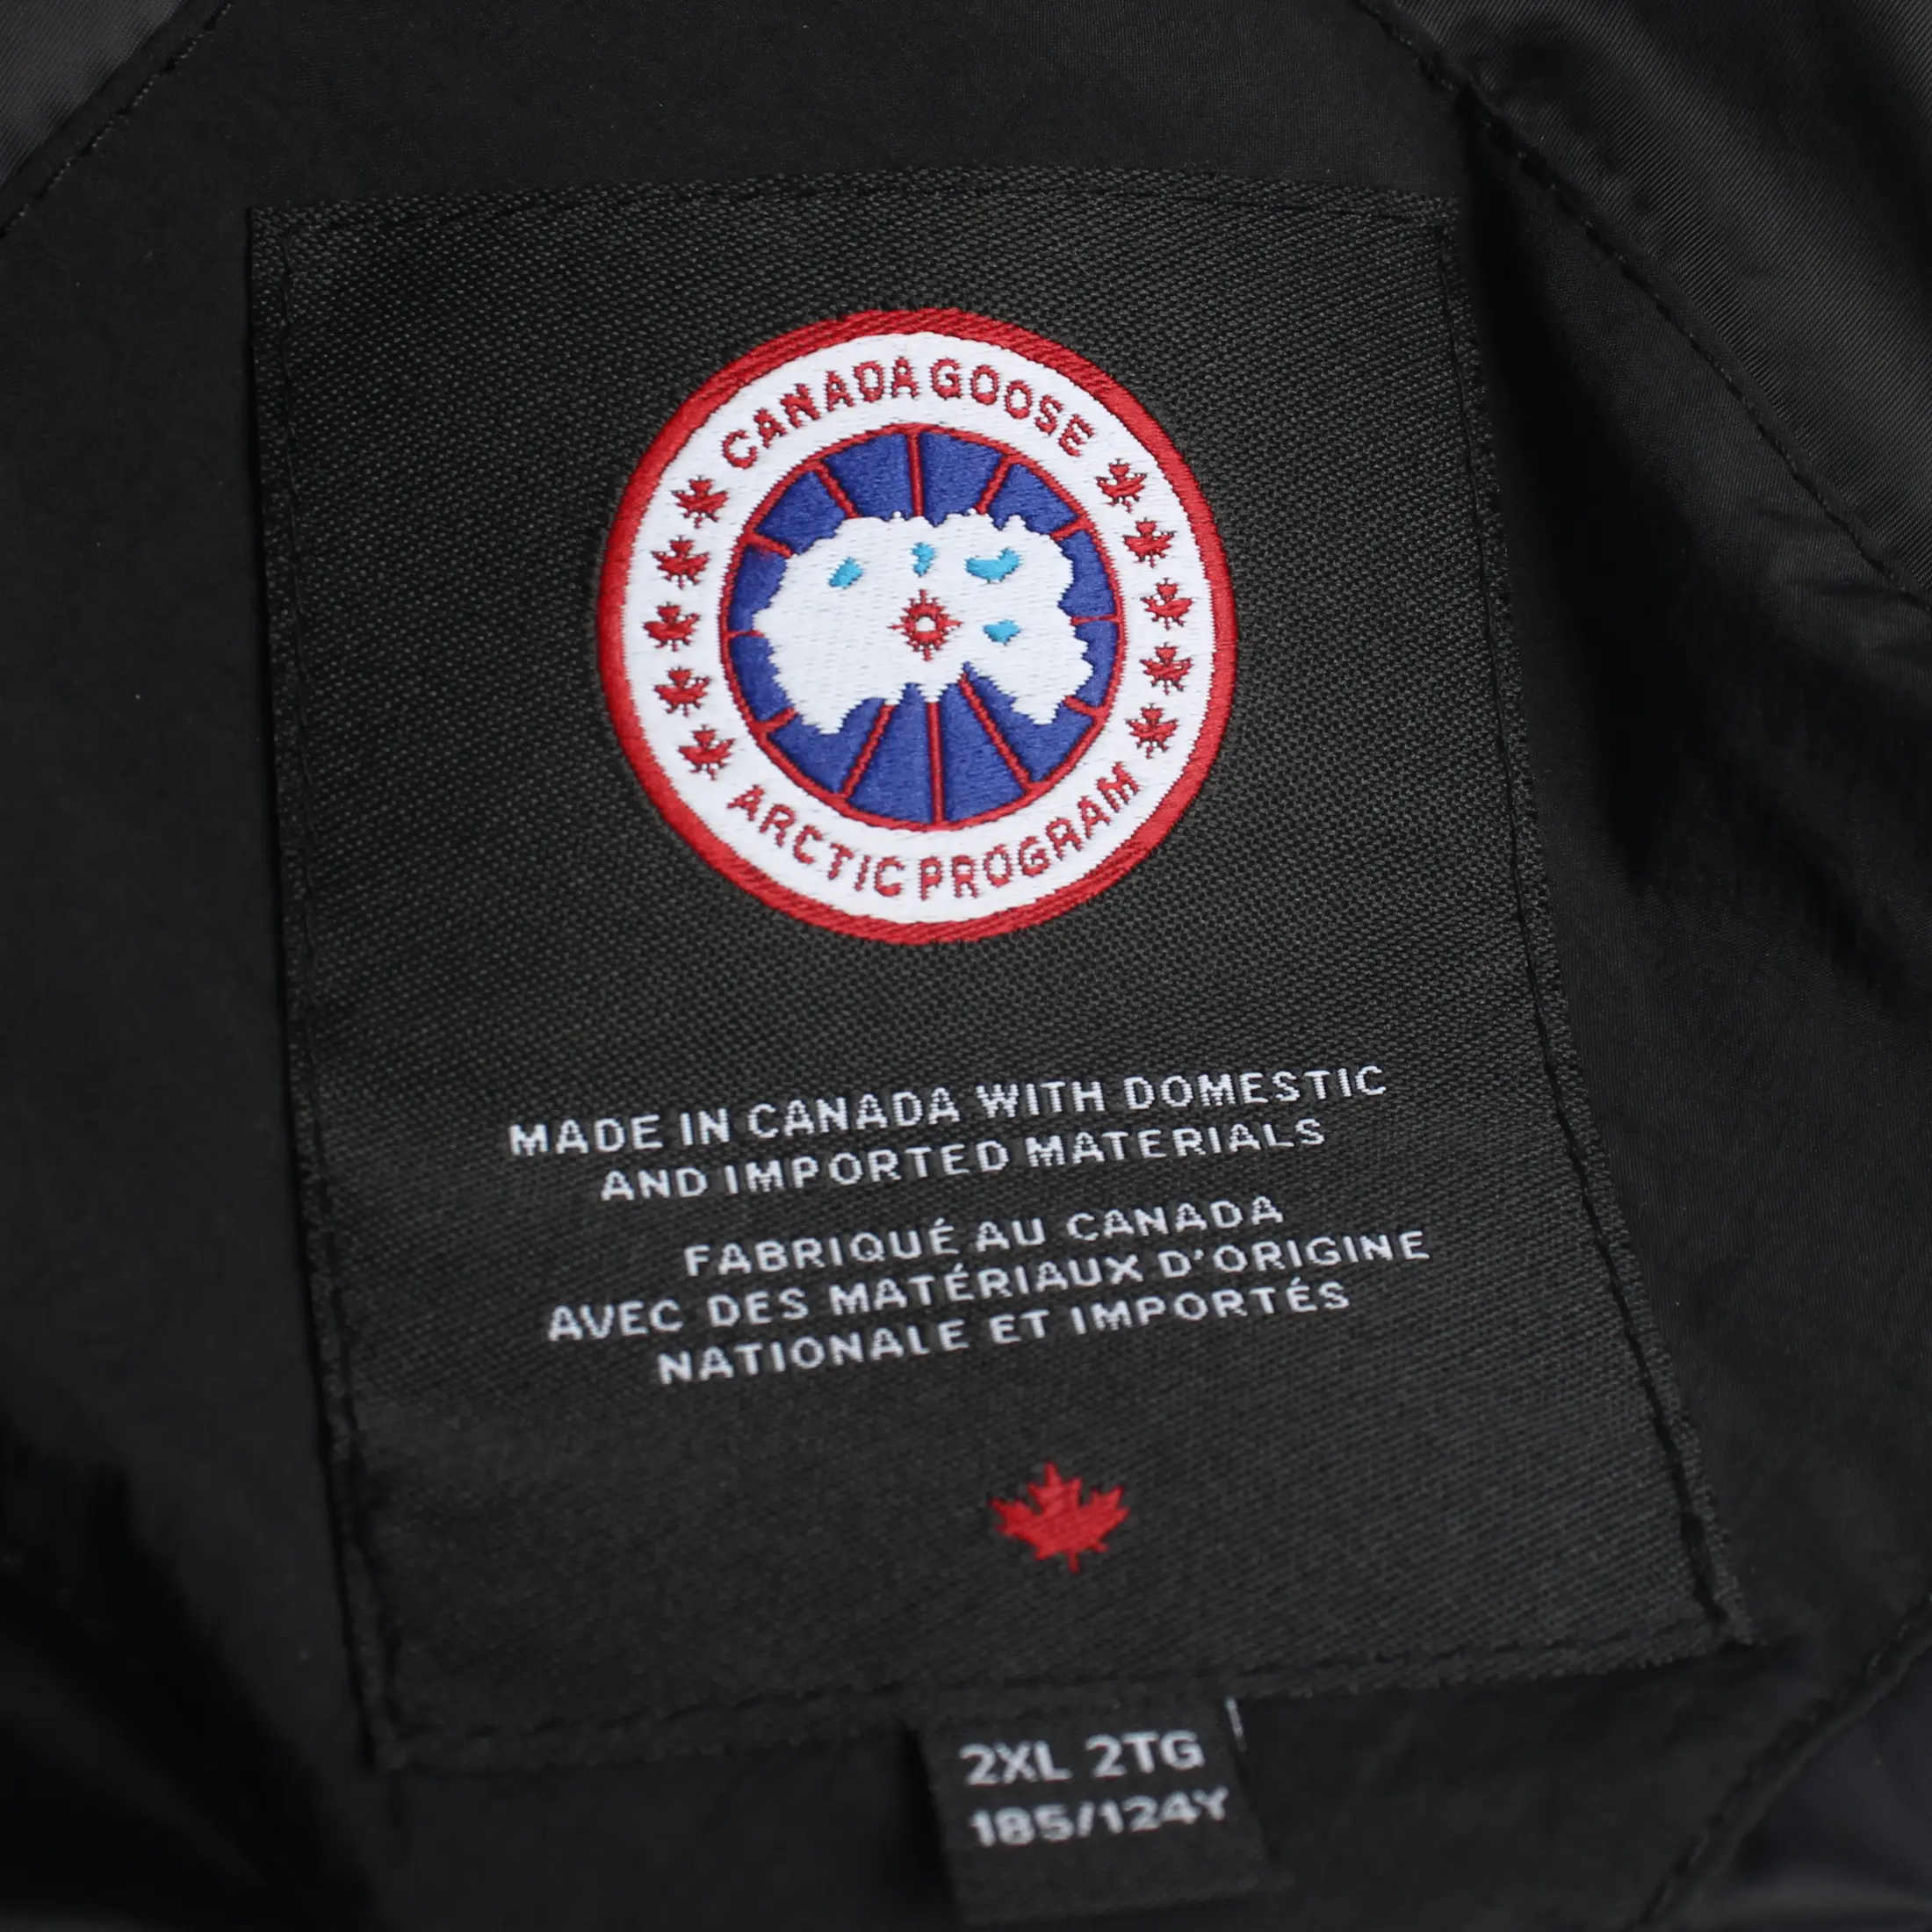 CANADA GOOSE
ARCTIC PROGRAM
MADE IN CANADA WITH DOMESTIC
AND IMPORTED MATERIALS
FABRIQUÉ AU CANADA
AVEC DES MATÉRIAUX D'ORIGINE
NATIONALE ET IMPORTÉS
2XL 2TG
185/124Y